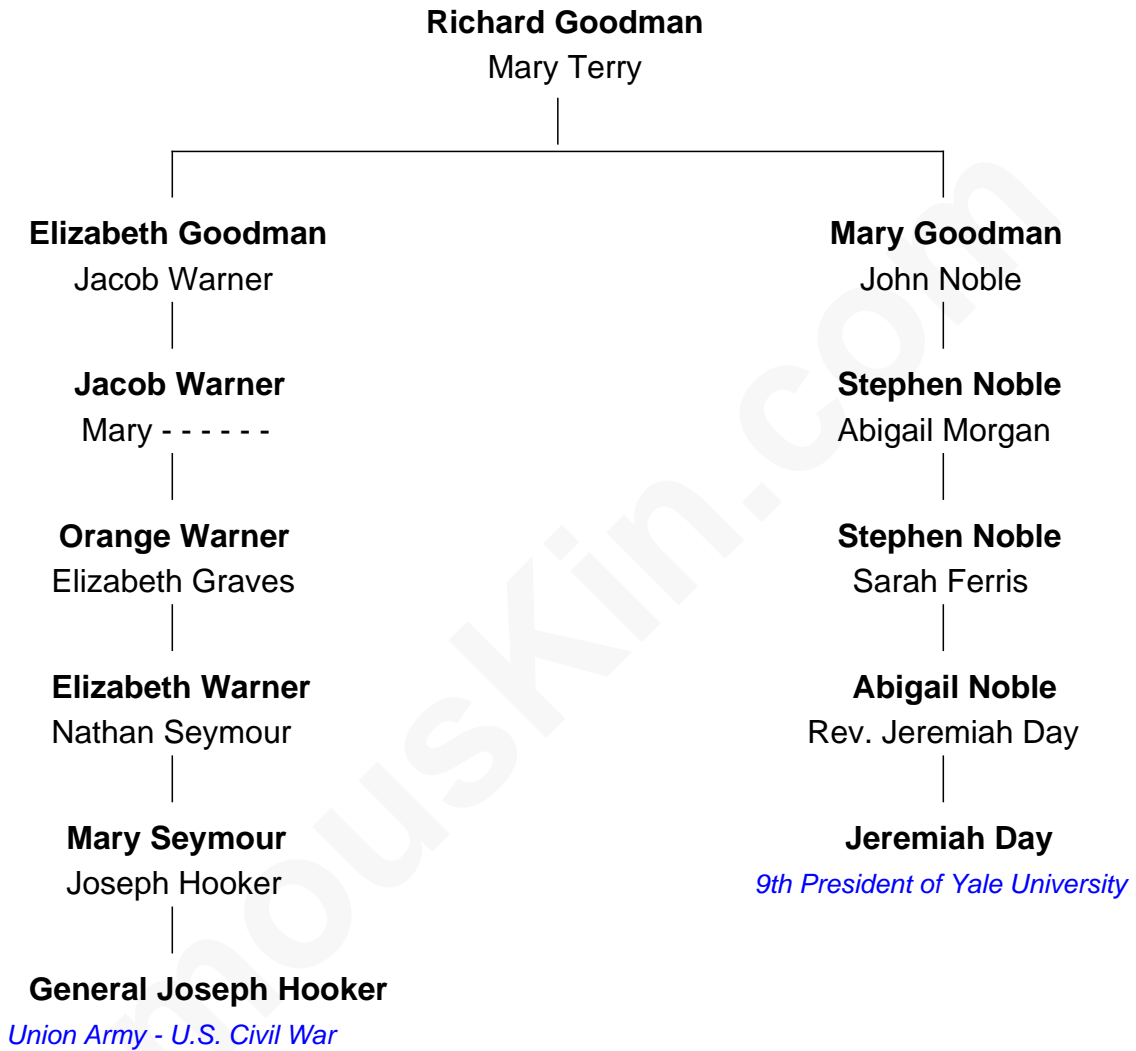 Richard Goodman
Mary Terry
Elizabeth Goodman
Jacob Warner
Jacob Warner
Mary - - - - - -
Orange Warner
Elizabeth Graves
Elizabeth Warner
Nathan Seymour
Mary Seymour
Joseph Hooker
General Joseph Hooker
Union Army - U.S. Civil War
Mary Goodman
John Noble
Stephen Noble
Abigail Morgan
Stephen Noble
Sarah Ferris
Abigail Noble
Rev. Jeremiah Day
Jeremiah Day
9th President of Yale University
mousKin.com